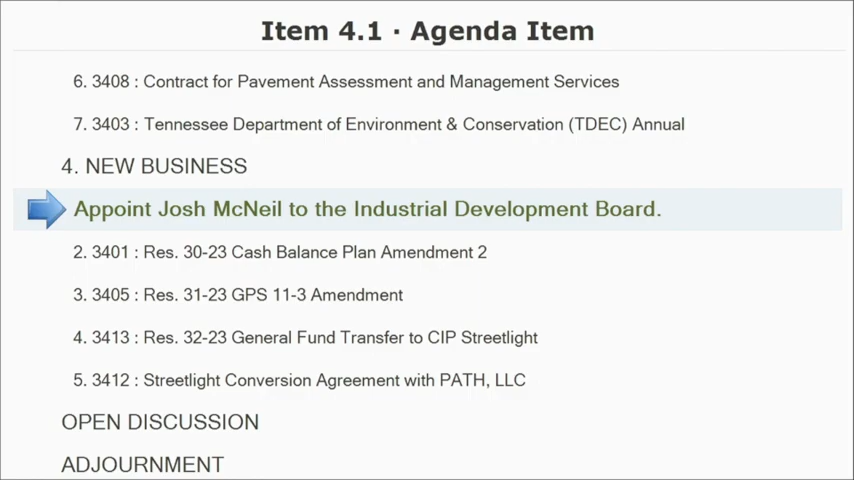 Item 4.1 · Agenda Item
6. 3408 : Contract for Pavement Assessment and Management Services
7. 3403 : Tennessee Department of Environment & Conservation (TDEC) Annual
4. NEW BUSINESS
Appoint Josh McNeil to the Industrial Development Board.
2. 3401 : Res. 30-23 Cash Balance Plan Amendment 2
3. 3405 : Res. 31-23 GPS 11-3 Amendment
4. 3413 : Res. 32-23 General Fund Transfer to CIP Streetlight
5. 3412 : Streetlight Conversion Agreement with PATH, LLC
OPEN DISCUSSION
ADJOURNMENT